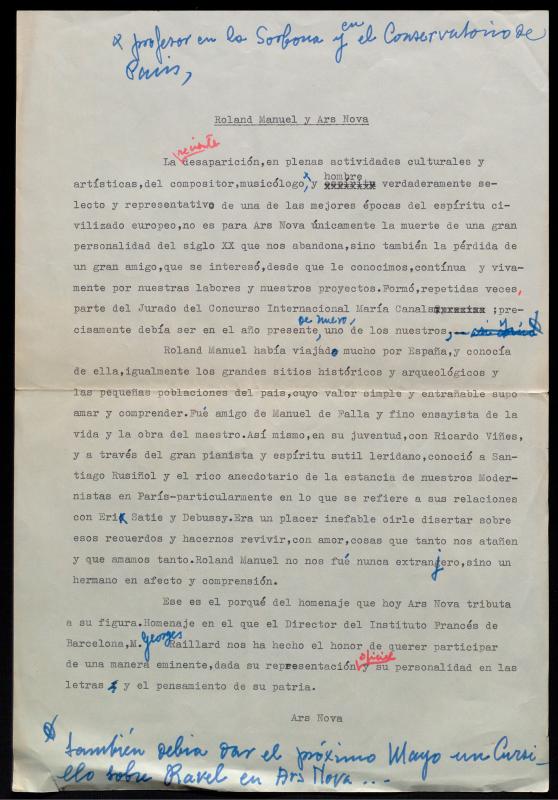 x profesor en la Sorbona y en el Conservatorio de
Paris,
Roland Manuel y Ars Nova
reciente
La desaparición,en plenas actividades culturales y
hombre
artísticas,del compositor,musicólogo,x y xxxxxxxx verdaderamente se-
lecto y representativo de una de las mejores épocas del espíritu ci-
vilizado europeo,no es para Ars Nova únicamente la muerte de una gran
personalidad del siglo XX que nos abandona,sino también la pérdida de
un gran amigo,que se interesó,desde que le conocimos,contínua y viva-
mente por nuestras labores y nuestros proyectos.Formó,repetidas veces,
parte del Jurado del Concurso Internacional María Canals ;pre-
de nuevo,
cisamente debía ser en el año presente,uno de los nuestros,
Roland Manuel había viajado mucho por España,y conocía
de ella,igualmente los grandes sitios históricos y arqueológicos y
las pequeñas poblaciones del pais,cuyo valor simple y entrañable supo
amar y comprender.Fué amigo de Manuel de Falla y fino ensayista de la
vida y la obra del maestro.Así mismo,en su juventud,con Ricardo Viñes,
y a través del gran pianista y espíritu sutil leridano,conoció a San-
tiago Rusiñol y el rico anecdotario de la estancia de nuestros Moder-
nistas en París-particularmente en lo que se refiere a sus relaciones
con Erik Satie y Debussy.Era un placer inefable oirle disertar sobre
esos recuerdos y hacernos revivir,con amor,cosas que tanto nos atañen
y que amamos tanto.Roland Manuel no nos fué nunca extranjero,sino un
hermano en afecto y comprensión.
Ese es el porqué del homenaje que hoy Ars Nova tributa
a su figura.Homenaje en el que el Director del Instituto Francés de
Georges
Barcelona,M. Raillard nos ha hecho el honor de querer participar
oficial
de una manera eminente,dada su representación y su personalidad en las
letras y el pensamiento de su patria.
Ars Nova
también debia dar el próximo Mayo un Cursi-
llo sobre Ravel en Ars Nova...